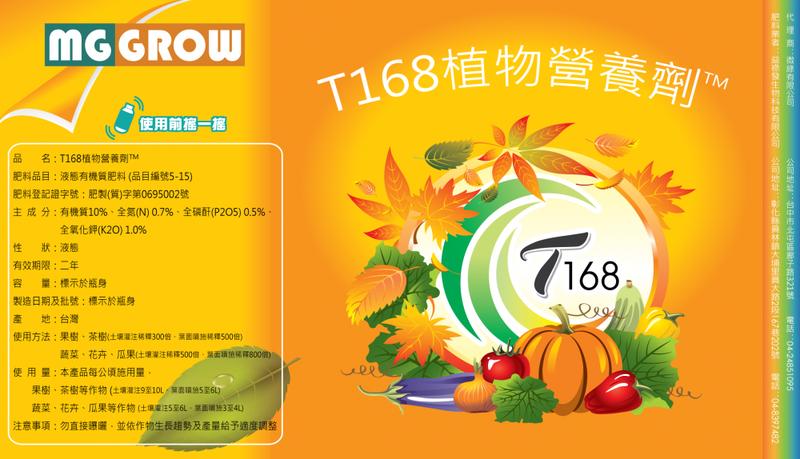 MG GROW
使用前搖一搖
品　　名：T168植物營養劑™
肥料品目：液態有機質肥料 (品目編號5-15)
肥料登記證字號：肥製(質)字第0695002號
主 成 分：有機質10%、全氮(N) 0.7%、全磷酐(P2O5) 0.5%、
全氧化鉀(K2O) 1.0%
性　　狀：液態
有效期限：二年
容　　量：標示於瓶身
製造日期及批號：標示於瓶身
產　　地：台灣
使用方法：果樹、茶樹(土壤灌注稀釋300倍、葉面噴施稀釋500倍)
蔬菜、花卉、瓜果(土壤灌注稀釋500倍、葉面噴施稀釋800倍)
使 用 量：本產品每公頃施用量，
果樹、茶樹等作物 (土壤灌注9至10L、葉面噴施5至6L)
蔬菜、花卉、瓜果等作物 (土壤灌注5至6L、葉面噴施3至4L)
注意事項：勿直接曝曬，並依作物生長趨勢及產量給予適度調整
T168植物營養劑™
T168
代 理 商：微綠有限公司　公司地址：台中市北屯區廍子路321號　電話：04-24851095
肥料業者：益祿發生物科技有限公司　公司地址：彰化縣員林鎮大埔里員大路2段167巷202號　電話：04-8397482